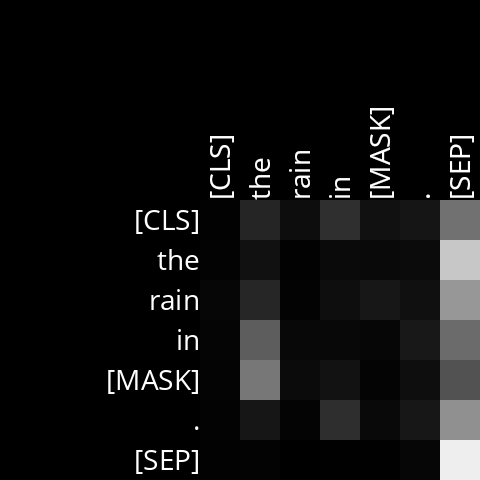 [CLS] the rain in [MASK] . [SEP]
[CLS]
the
rain
in
[MASK]
.
[SEP]